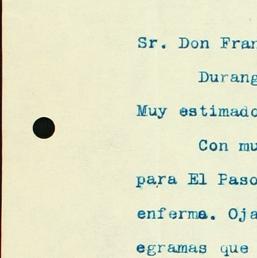 Sr. Don Fran
Durang
Muy estimado
Con mu
para El Paso
enferma. Oja
egramas que